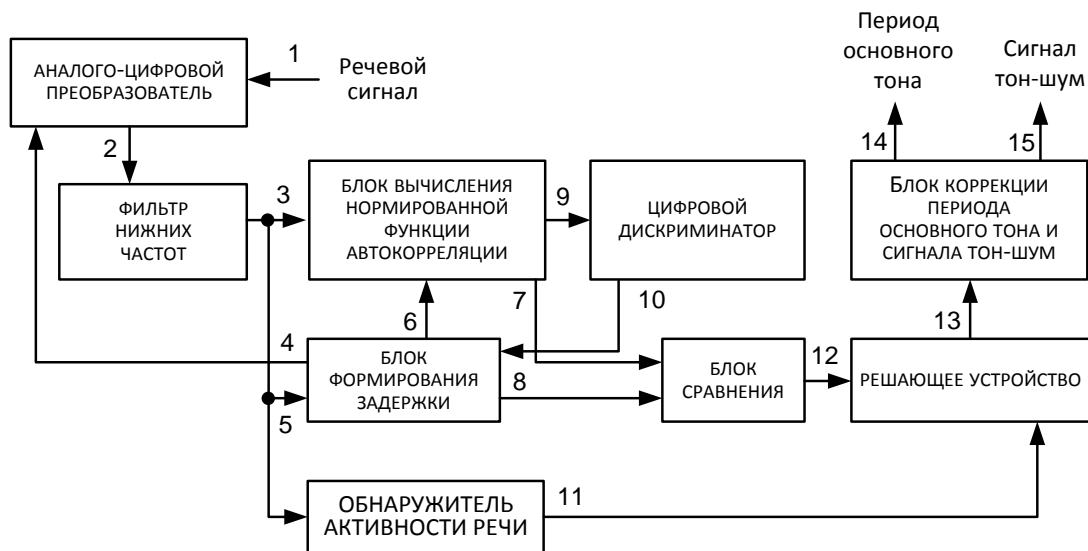 Период
основного
тона
Сигнал
тон-шум
АНАЛОГО-ЦИФРОВОЙ
ПРЕОБРАЗОВАТЕЛЬ
1
Речевой
сигнал
2
14
15
ФИЛЬТР
НИЖНИХ
ЧАСТОТ
3
БЛОК ВЫЧИСЛЕНИЯ
НОРМИРОВАННОЙ
ФУНКЦИИ
АВТОКОРРЕЛЯЦИИ
9
ЦИФРОВОЙ
ДИСКРИМИНАТОР
БЛОК КОРРЕКЦИИ
ПЕРИОДА
ОСНОВНОГО ТОНА И
СИГНАЛА ТОН-ШУМ
6
7
10
13
4
5
БЛОК
ФОРМИРОВАНИЯ
ЗАДЕРЖКИ
8
БЛОК
СРАВНЕНИЯ
12
РЕШАЮЩЕЕ УСТРОЙСТВО
ОБНАРУЖИТЕЛЬ
АКТИВНОСТИ РЕЧИ
11